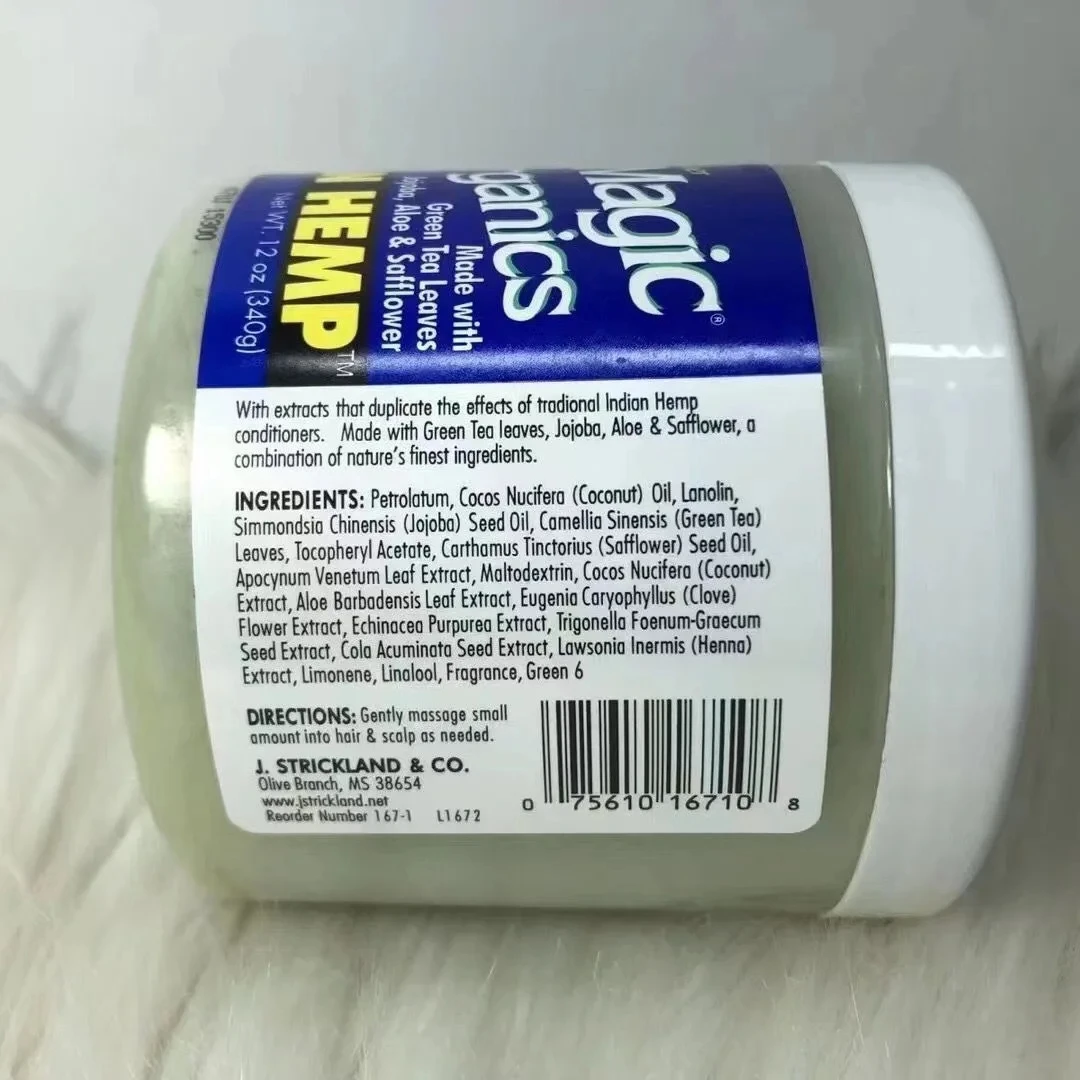 Magic®
ganics
Made with
Green Tea Leaves
Jojoba, Aloe & Safflower
N HEMP™
Net WT. 12 oz (340g)
15300
With extracts that duplicate the effects of tradional Indian Hemp
conditioners. Made with Green Tea leaves, Jojoba, Aloe & Safflower, a
combination of nature's finest ingredients.
INGREDIENTS: Petrolatum, Cocos Nucifera (Coconut) Oil, Lanolin,
Simmondsia Chinensis (Jojoba) Seed Oil, Camellia Sinensis (Green Tea)
Leaves, Tocopheryl Acetate, Carthamus Tinctorius (Safflower) Seed Oil,
Apocynum Venetum Leaf Extract, Maltodextrin, Cocos Nucifera (Coconut)
Extract, Aloe Barbadensis Leaf Extract, Eugenia Caryophyllus (Clove)
Flower Extract, Echinacea Purpurea Extract, Trigonella Foenum-Graecum
Seed Extract, Cola Acuminata Seed Extract, Lawsonia Inermis (Henna)
Extract, Limonene, Linalool, Fragrance, Green 6
DIRECTIONS: Gently massage small
amount into hair & scalp as needed.
J. STRICKLAND & CO.
Olive Branch, MS 38654
www.jstrickland.net
Reorder Number 167-1 L1672
0 75610 16710 8